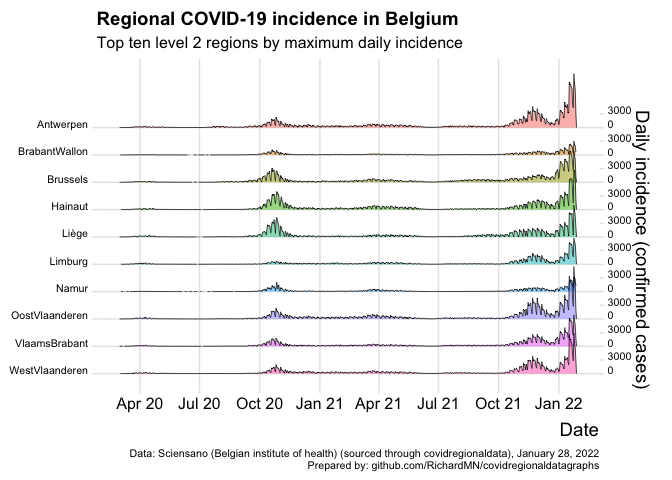 Regional COVID-19 incidence in Belgium
Top ten level 2 regions by maximum daily incidence
Antwerpen
3000
0
BrabantWallon
3000
0
Brussels
3000
0
Hainaut
3000
0
Liège
3000
0
Limburg
3000
0
Namur
3000
0
OostVlaanderen
3000
0
VlaamsBrabant
3000
0
WestVlaanderen
3000
0
Daily incidence (confirmed cases)
Apr 20 Jul 20 Oct 20 Jan 21 Apr 21 Jul 21 Oct 21 Jan 22
Date
Data: Sciensano (Belgian institute of health) (sourced through covidregionaldata), January 28, 2022
Prepared by: github.com/RichardMN/covidregionaldatagraphs